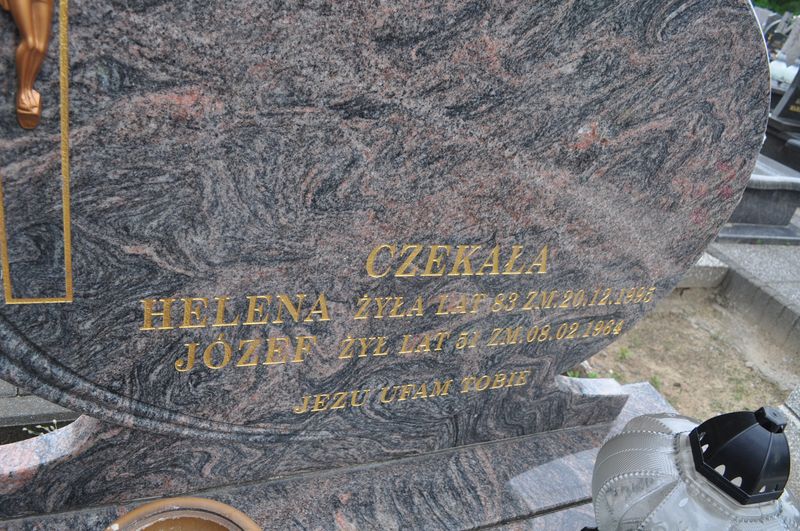 CZEKAŁA
HELENA ŻYŁA LAT 83 ZM. 20.12.1995
JÓZEF ŻYŁ LAT 51 ZM. 08.02.1964
JEZU UFAM TOBIE